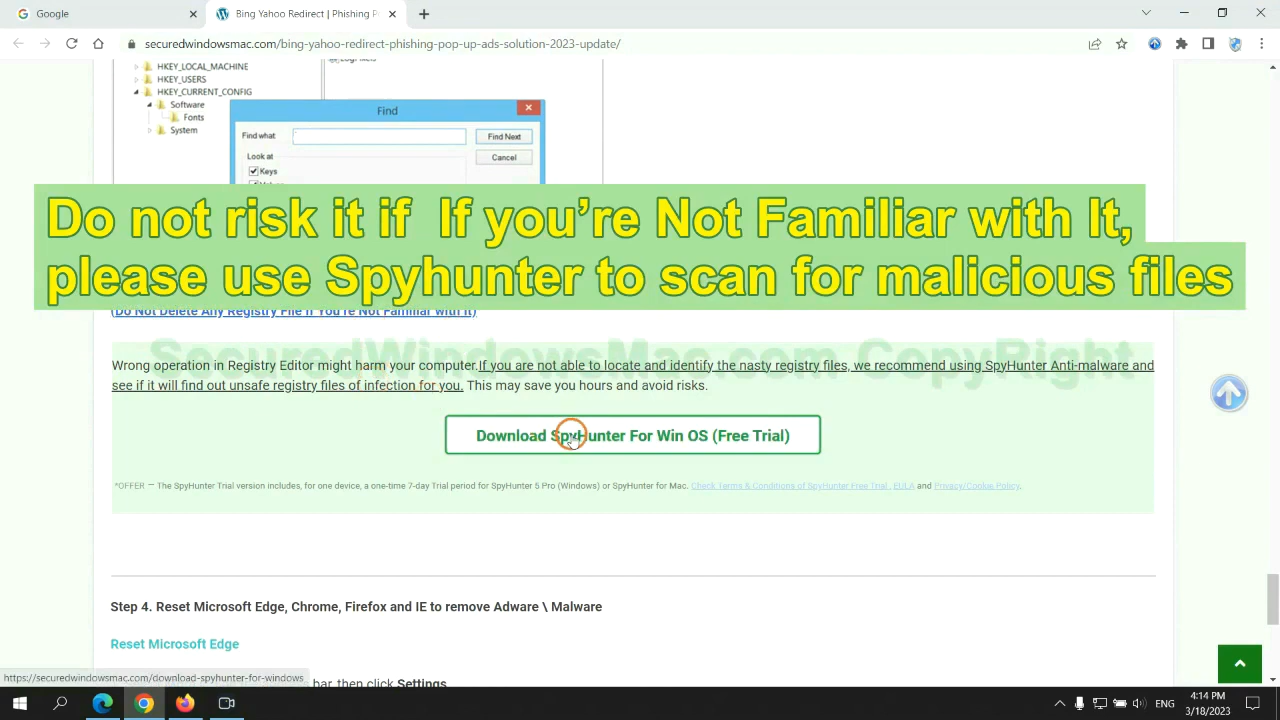 Google
Bing Yahoo Redirect | Phishing P
securedwindowsmac.com/bing-yahoo-redirect-phishing-pop-up-ads-solution-2023-update/
HKEY_LOCAL_MACHINE
HKEY_USERS
HKEY_CURRENT_CONFIG
Software
Fonts
System
Find
Find what:
Find Next
Look at
Cancel
Keys
Do not risk it if If you’re Not Familiar with It,
please use Spyhunter to scan for malicious files
(Do Not Delete Any Registry File If You're Not Familiar with It)
SecuredWindowsMac.com CopyRight
Wrong operation in Registry Editor might harm your computer.If you are not able to locate and identify the nasty registry files, we recommend using SpyHunter Anti-malware and
see if it will find out unsafe registry files of infection for you. This may save you hours and avoid risks.
Download SpyHunter For Win OS (Free Trial)
*OFFER — The SpyHunter Trial version includes, for one device, a one-time 7-day Trial period for SpyHunter 5 Pro (Windows) or SpyHunter for Mac. Check Terms & Conditions of SpyHunter Free Trial , EULA and Privacy/Cookie Policy.
Step 4. Reset Microsoft Edge, Chrome, Firefox and IE to remove Adware \ Malware
Reset Microsoft Edge
https://securedwindowsmac.com/download-spyhunter-for-windows
bar, then click Settings
ENG
4:14 PM
3/18/2023